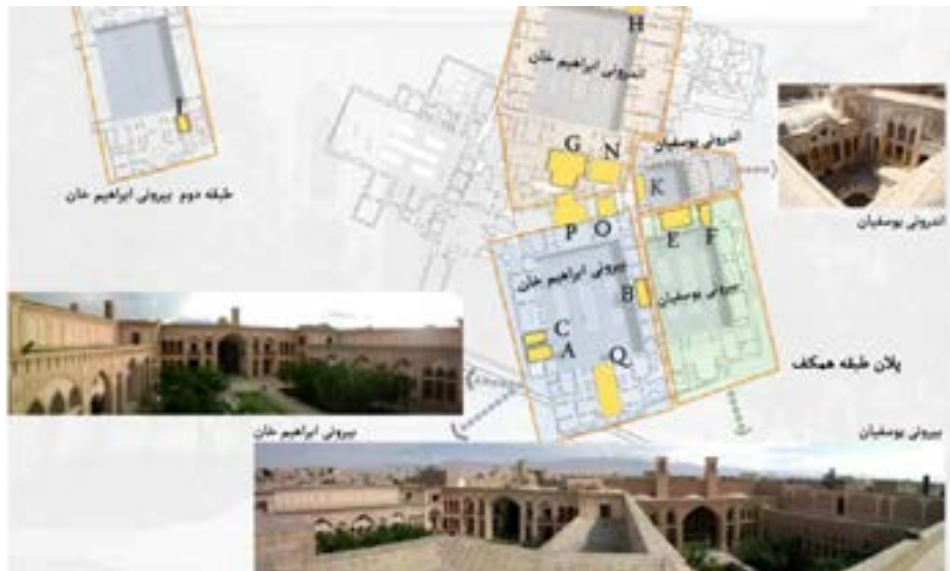 H
اندرونی ابراهیم خان
G
N
اندرونی یوسفیان
K
طبقه دوم بیرونی ابراهیم خان
P
O
E
F
اندرونی یوسفیان
بیرونی ابراهیم خان
B
بیرونی یوسفیان
C
A
Q
پلان طبقه همکف
بیرونی ابراهیم خان
بیرونی یوسفیان